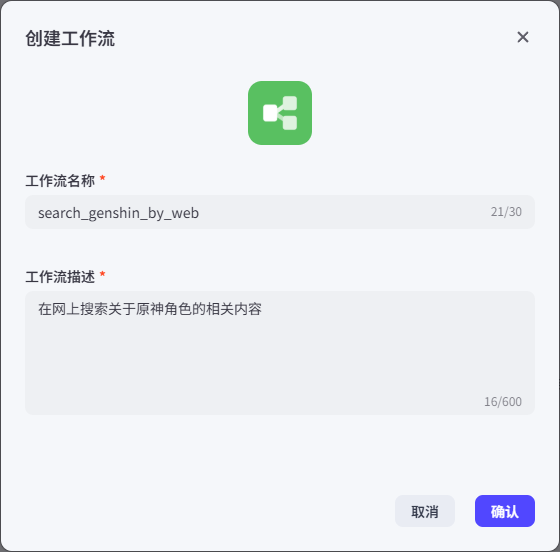 创建工作流
工作流名称 *
search_genshin_by_web 21/30
工作流描述 *
在网上搜索关于原神角色的相关内容
16/600
取消 确认